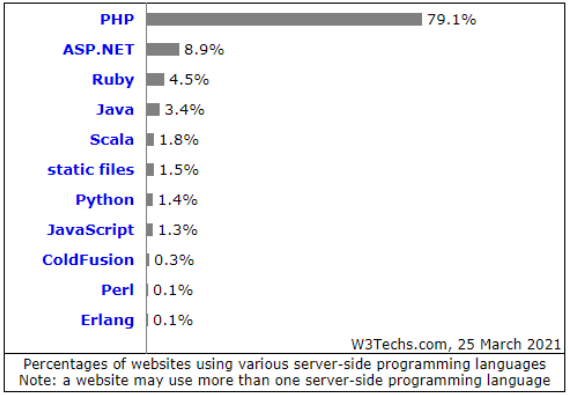 PHP 79.1%
ASP.NET 8.9%
Ruby 4.5%
Java 3.4%
Scala 1.8%
static files 1.5%
Python 1.4%
JavaScript 1.3%
ColdFusion 0.3%
Perl 0.1%
Erlang 0.1%
W3Techs.com, 25 March 2021
Percentages of websites using various server-side programming languages
Note: a website may use more than one server-side programming language